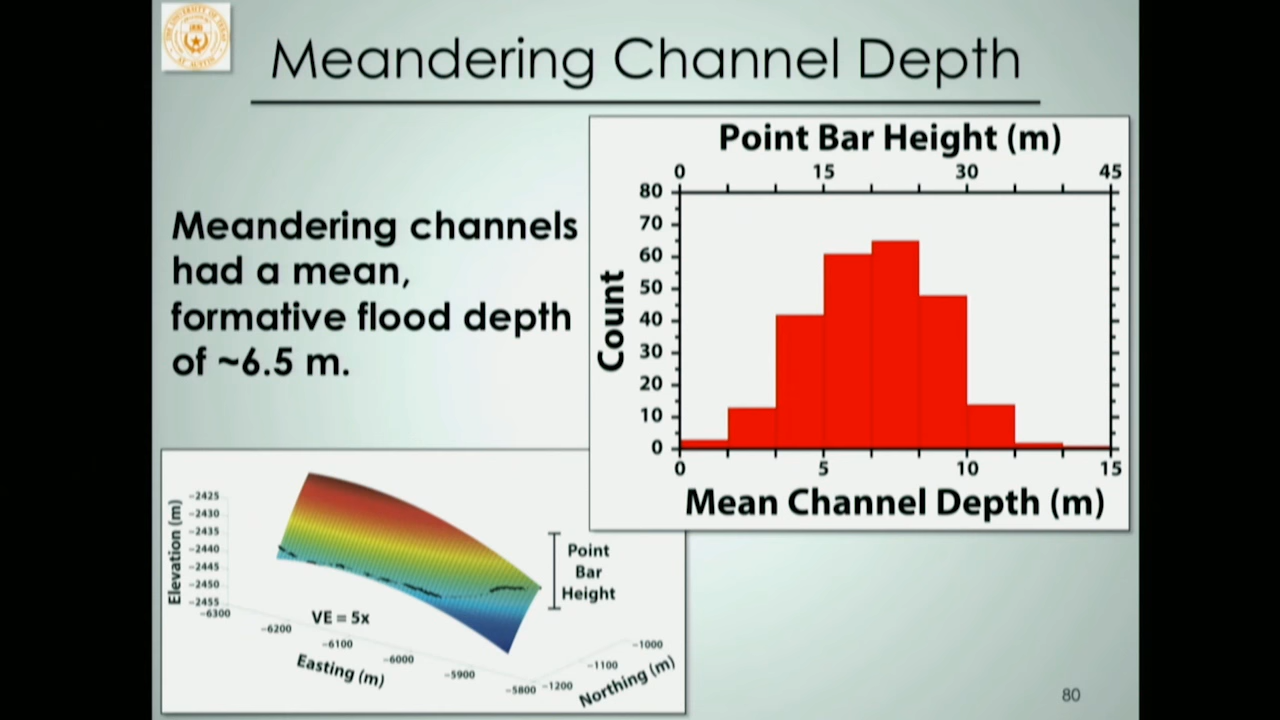 Meandering Channel Depth
Meandering channels
had a mean,
formative flood depth
of ~6.5 m.
Point Bar Height (m)
0 15 30 45
80
70
60
50
40
30
20
10
0
Count
0 5 10 15
Mean Channel Depth (m)
Elevation (m)
-2425
-2430
-2435
-2440
-2445
-2450
-2455
-6300
-6200
-6100
-6000
-5900
-5800
VE = 5x
Easting (m)
-1200
-1100
-1000
Northing (m)
Point
Bar
Height
80